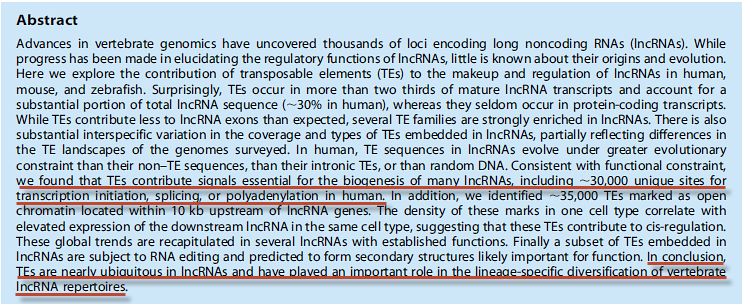 Abstract
Advances in vertebrate genomics have uncovered thousands of loci encoding long noncoding RNAs (lncRNAs). While
progress has been made in elucidating the regulatory functions of lncRNAs, little is known about their origins and evolution.
Here we explore the contribution of transposable elements (TEs) to the makeup and regulation of lncRNAs in human,
mouse, and zebrafish. Surprisingly, TEs occur in more than two thirds of mature lncRNA transcripts and account for a
substantial portion of total lncRNA sequence (~30% in human), whereas they seldom occur in protein-coding transcripts.
While TEs contribute less to lncRNA exons than expected, several TE families are strongly enriched in lncRNAs. There is also
substantial interspecific variation in the coverage and types of TEs embedded in lncRNAs, partially reflecting differences in
the TE landscapes of the genomes surveyed. In human, TE sequences in lncRNAs evolve under greater evolutionary
constraint than their non–TE sequences, than their intronic TEs, or than random DNA. Consistent with functional constraint,
we found that TEs contribute signals essential for the biogenesis of many lncRNAs, including ~30,000 unique sites for
transcription initiation, splicing, or polyadenylation in human. In addition, we identified ~35,000 TEs marked as open
chromatin located within 10 kb upstream of lncRNA genes. The density of these marks in one cell type correlate with
elevated expression of the downstream lncRNA in the same cell type, suggesting that these TEs contribute to cis-regulation.
These global trends are recapitulated in several lncRNAs with established functions. Finally a subset of TEs embedded in
lncRNAs are subject to RNA editing and predicted to form secondary structures likely important for function. In conclusion,
TEs are nearly ubiquitous in lncRNAs and have played an important role in the lineage-specific diversification of vertebrate
lncRNA repertoires.